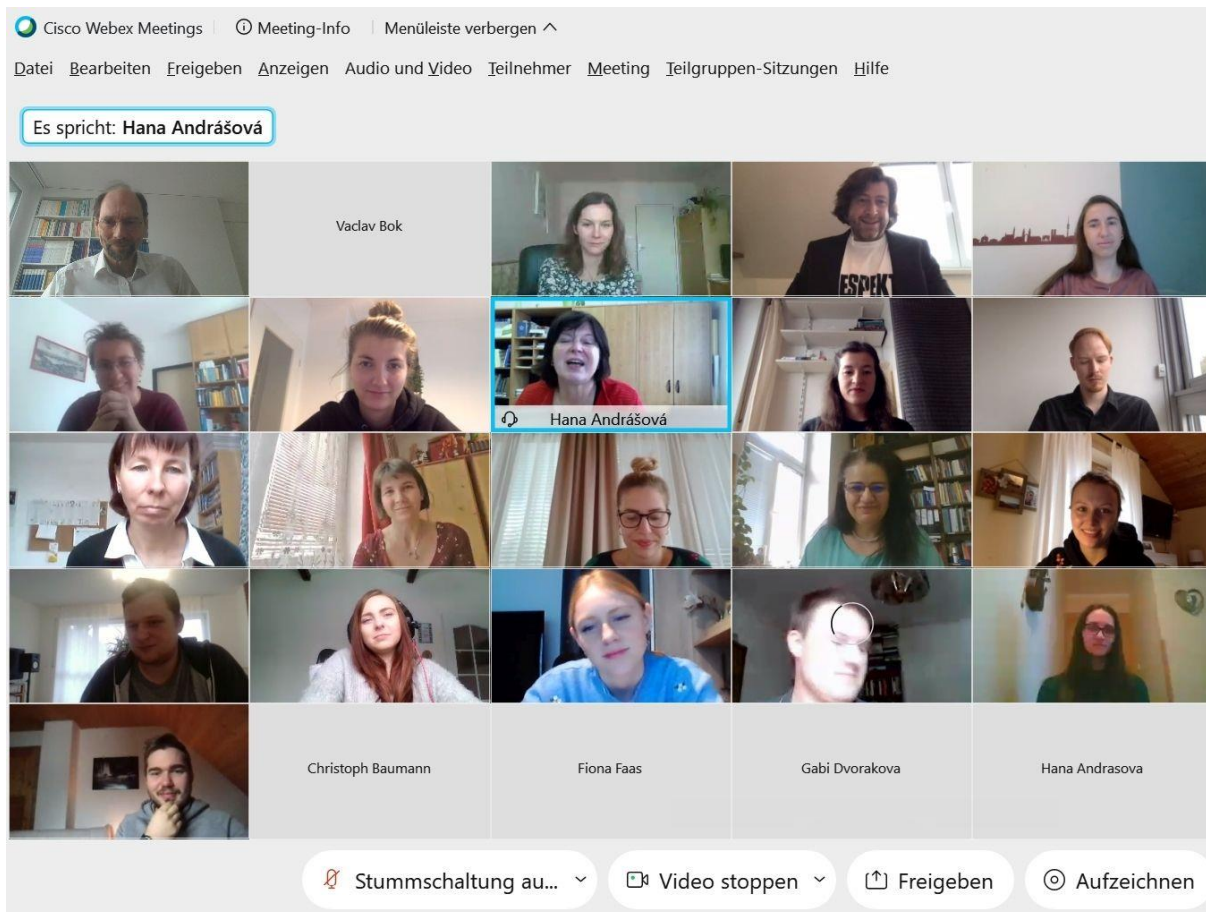 Cisco Webex Meetings Meeting-Info Menüleiste verbergen
Datei Bearbeiten Freigeben Anzeigen Audio und Video Teilnehmer Meeting Teilgruppen-Sitzungen Hilfe
Es spricht: Hana Andrášová
Vaclav Bok
ESPEKT
Hana Andrášová
Christoph Baumann
Fiona Faas
Gabi Dvorakova
Hana Andrasova
Stummschaltung au...
Video stoppen
Freigeben
Aufzeichnen